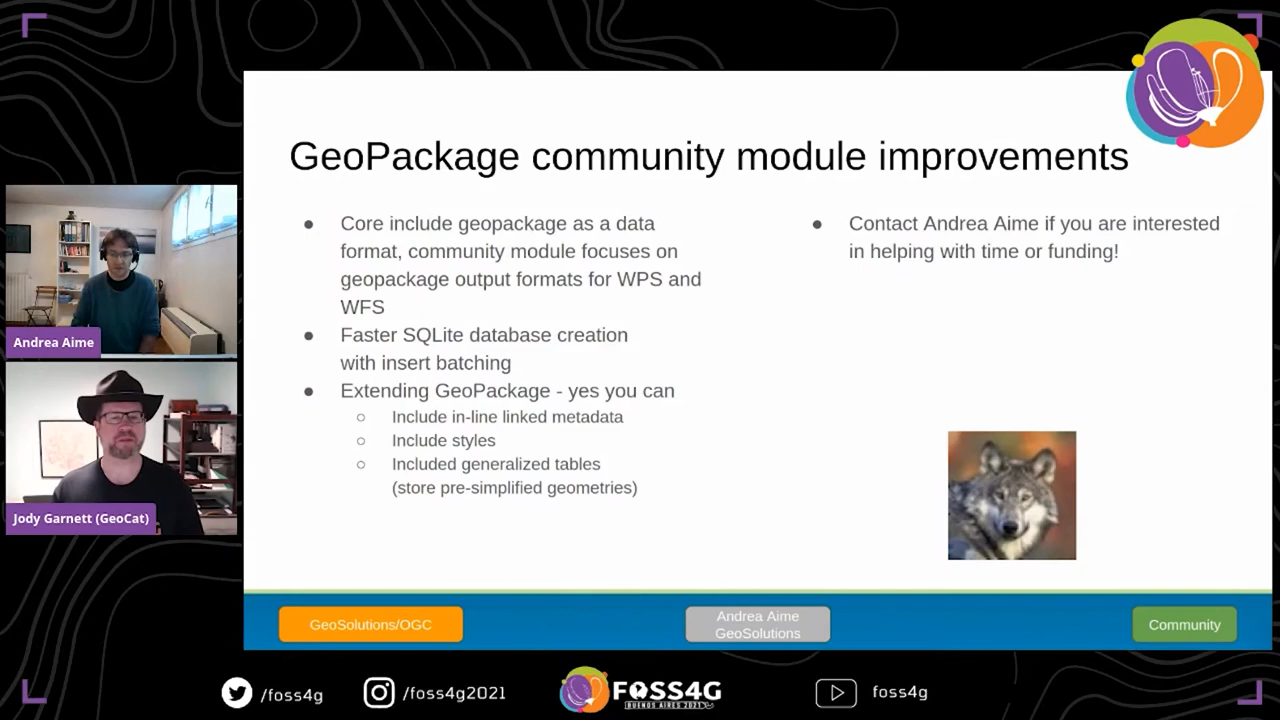 GeoPackage community module improvements
● Core include geopackage as a data
format, community module focuses on
geopackage output formats for WPS and
WFS
● Faster SQLite database creation
with insert batching
● Extending GeoPackage - yes you can
○ Include in-line linked metadata
○ Include styles
○ Included generalized tables
(store pre-simplified geometries)
● Contact Andrea Aime if you are interested
in helping with time or funding!
Andrea Aime
Jody Garnett (GeoCat)
GeoSolutions/OGC
Andrea Aime
GeoSolutions
Community
/foss4g
/foss4g2021
FOSS4G
BUENOS AIRES 2021
foss4g